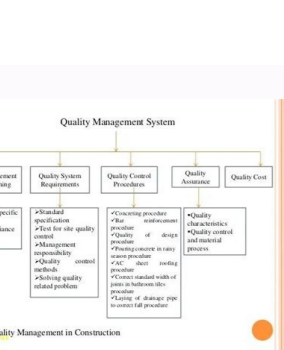 Quality Management System
ement
ning
Quality System
Requirements
Quality Control
Procedures
Quality
Assurance
Quality Cost
pecific
iance
➢Standard
specification
➢Test for site quality
control
➢Management
responsibility
➢Quality control
methods
➢Solving quality
related problem
✓Concreting procedure
✓Bar reinforcement
procedure
✓Quality of design
procedure
✓Pouring concrete in rainy
season procedure
✓AC sheet roofing
procedure
✓Correct standard width of
joints in bathroom tiles
procedure
✓Laying of drainage pipe
to correct fall procedure
▪Quality
characteristics
▪Quality control
and material
process
ality Management in Construction